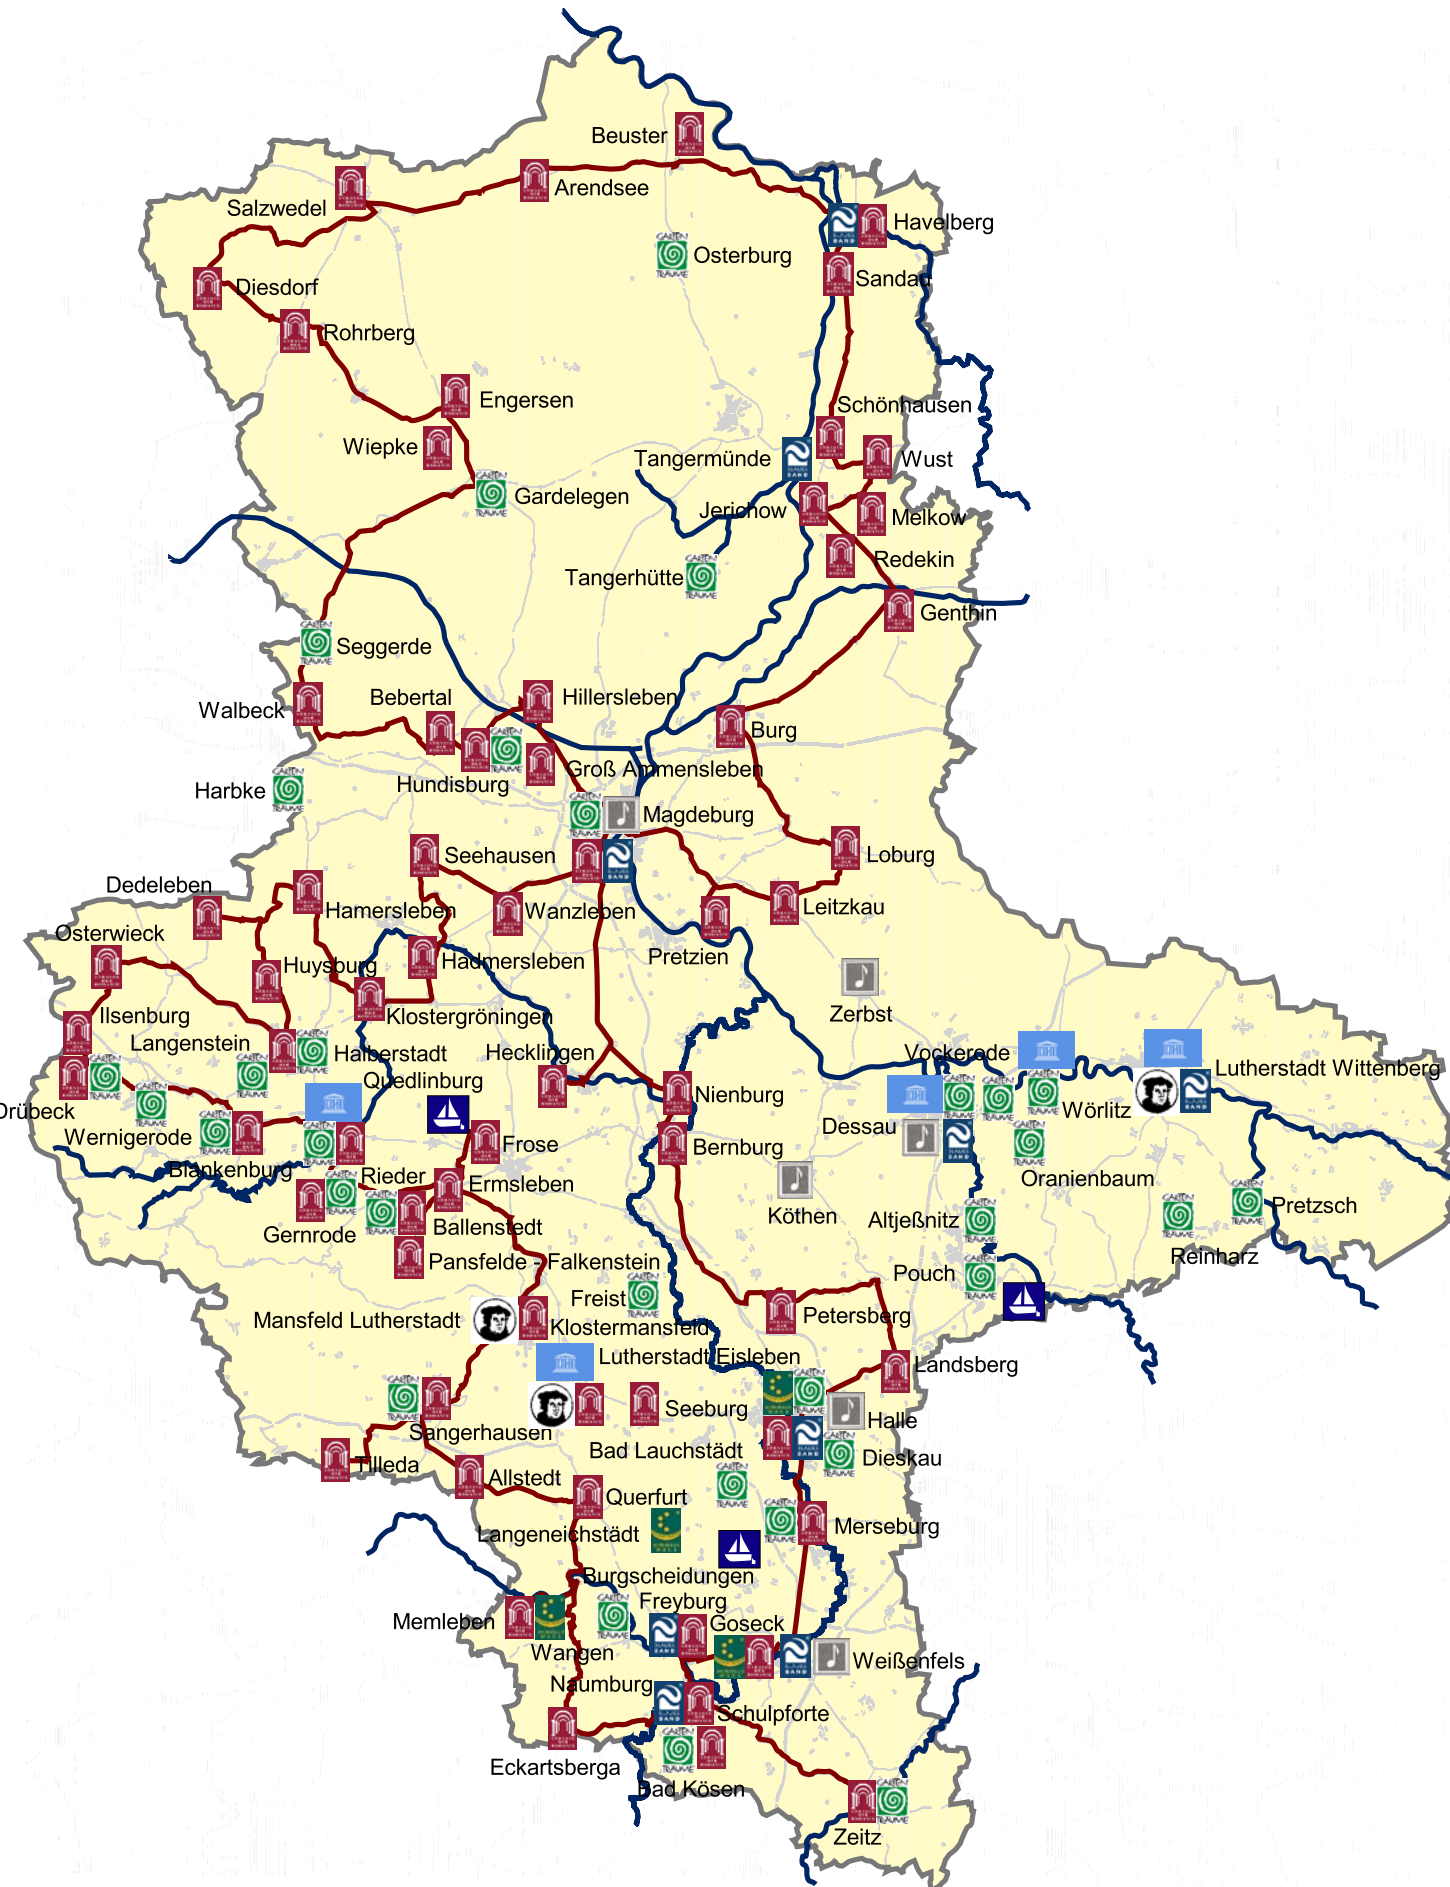 Beuster
Arendsee
Salzwedel
Havelberg
Osterburg
Sandau
Diesdorf
Rohrberg
Engersen
Schönhausen
Wiepke
Tangermünde
Wust
Gardelegen
Jerichow
Melkow
Redekin
Tangerhütte
Genthin
Seggerde
Bebertal
Hillersleben
Walbeck
Burg
Groß Ammensleben
Hundisburg
Harbke
Magdeburg
Seehausen
Loburg
Dedeleben
Hamersleben
Wanzleben
Leitzkau
Osterwieck
Pretzien
Huysburg
Hadmersleben
Zerbst
Ilsenburg
Klostergröningen
Langenstein
Halberstadt
Hecklingen
Vockerode
Lutherstadt Wittenberg
Quedlinburg
Nienburg
Drübeck
Wörlitz
Dessau
Wernigerode
Frose
Bernburg
Blankenburg
Rieder
Ermsleben
Oranienbaum
Köthen
Pretzsch
Altjeßnitz
Gernrode
Ballenstedt
Reinharz
Pansfelde - Falkenstein
Pouch
Freist
Mansfeld Lutherstadt
Klostermansfeld
Petersberg
Lutherstadt Eisleben
Landsberg
Seeburg
Halle
Sangerhausen
Bad Lauchstädt
Dieskau
Tilleda
Allstedt
Querfurt
Langeneichstädt
Merseburg
Burgscheidungen
Freyburg
Memleben
Goseck
Wangen
Weißenfels
Naumburg
Schulpforte
Eckartsberga
Bad Kösen
Zeitz
GARTEN
TRÄUME
BLAUES
BAND